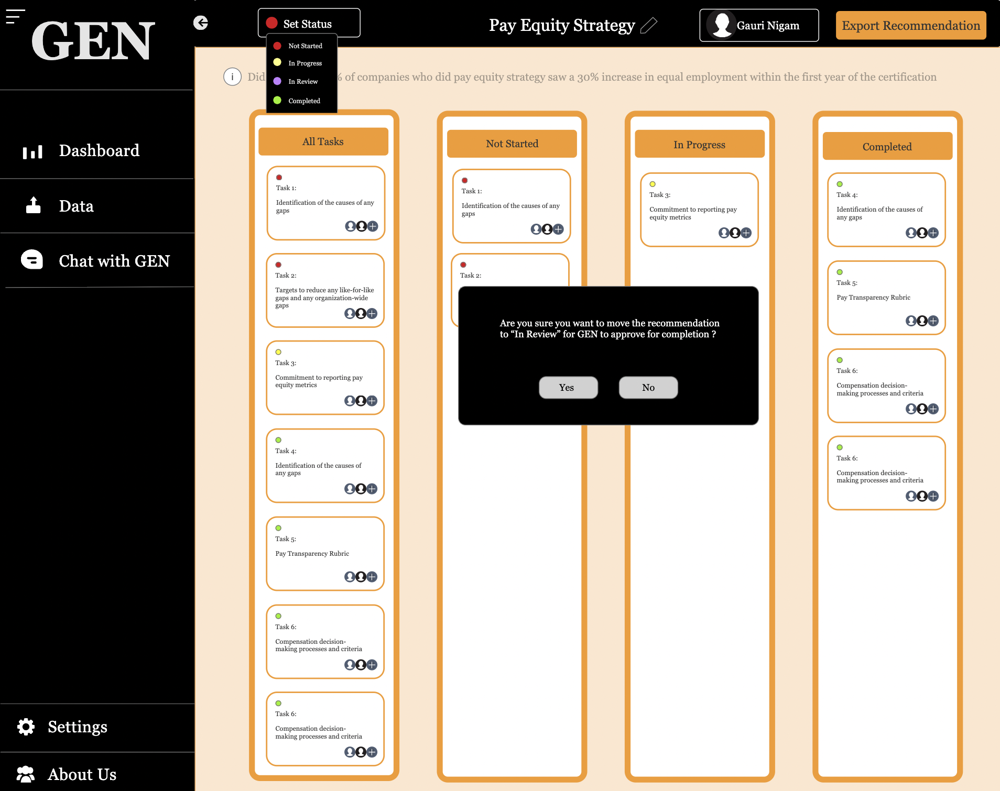 GEN
Dashboard
Data
Chat with GEN
Settings
About Us
Set Status
Not Started
In Progress
In Review
Completed
Pay Equity Strategy
Gauri Nigam
Export Recommendation
i
Did % of companies who did pay equity strategy saw a 30% increase in equal employment within the first year of the certification
All Tasks
Task 1:
Identification of the causes of any
gaps
Task 2:
Targets to reduce any like-for-like
gaps and any organization-wide
gaps
Task 3:
Commitment to reporting pay
equity metrics
Task 4:
Identification of the causes of
any gaps
Task 5:
Pay Transparency Rubric
Task 6:
Compensation decision-
making processes and criteria
Task 6:
Compensation decision-
making processes and criteria
Not Started
Task 1:
Identification of the causes of any
gaps
Task 2:
In Progress
Task 3:
Commitment to reporting pay
equity metrics
Are you sure you want to move the recommendation
to “In Review” for GEN to approve for completion ?
Yes
No
Completed
Task 4:
Identification of the causes of
any gaps
Task 5:
Pay Transparency Rubric
Task 6:
Compensation decision-
making processes and criteria
Task 6:
Compensation decision-
making processes and criteria